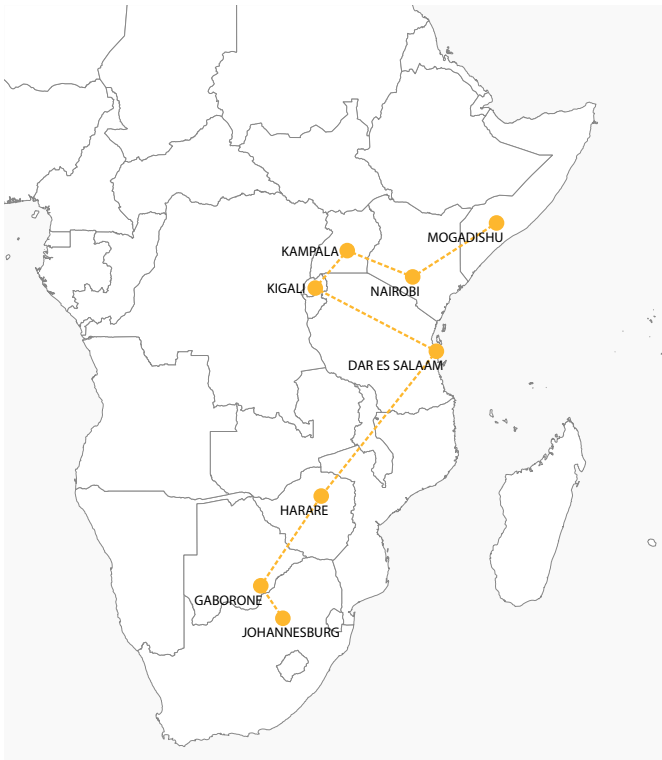 MOGADISHU
KAMPALA
KIGALI
NAIROBI
DAR ES SALAAM
HARARE
GABORONE
JOHANNESBURG